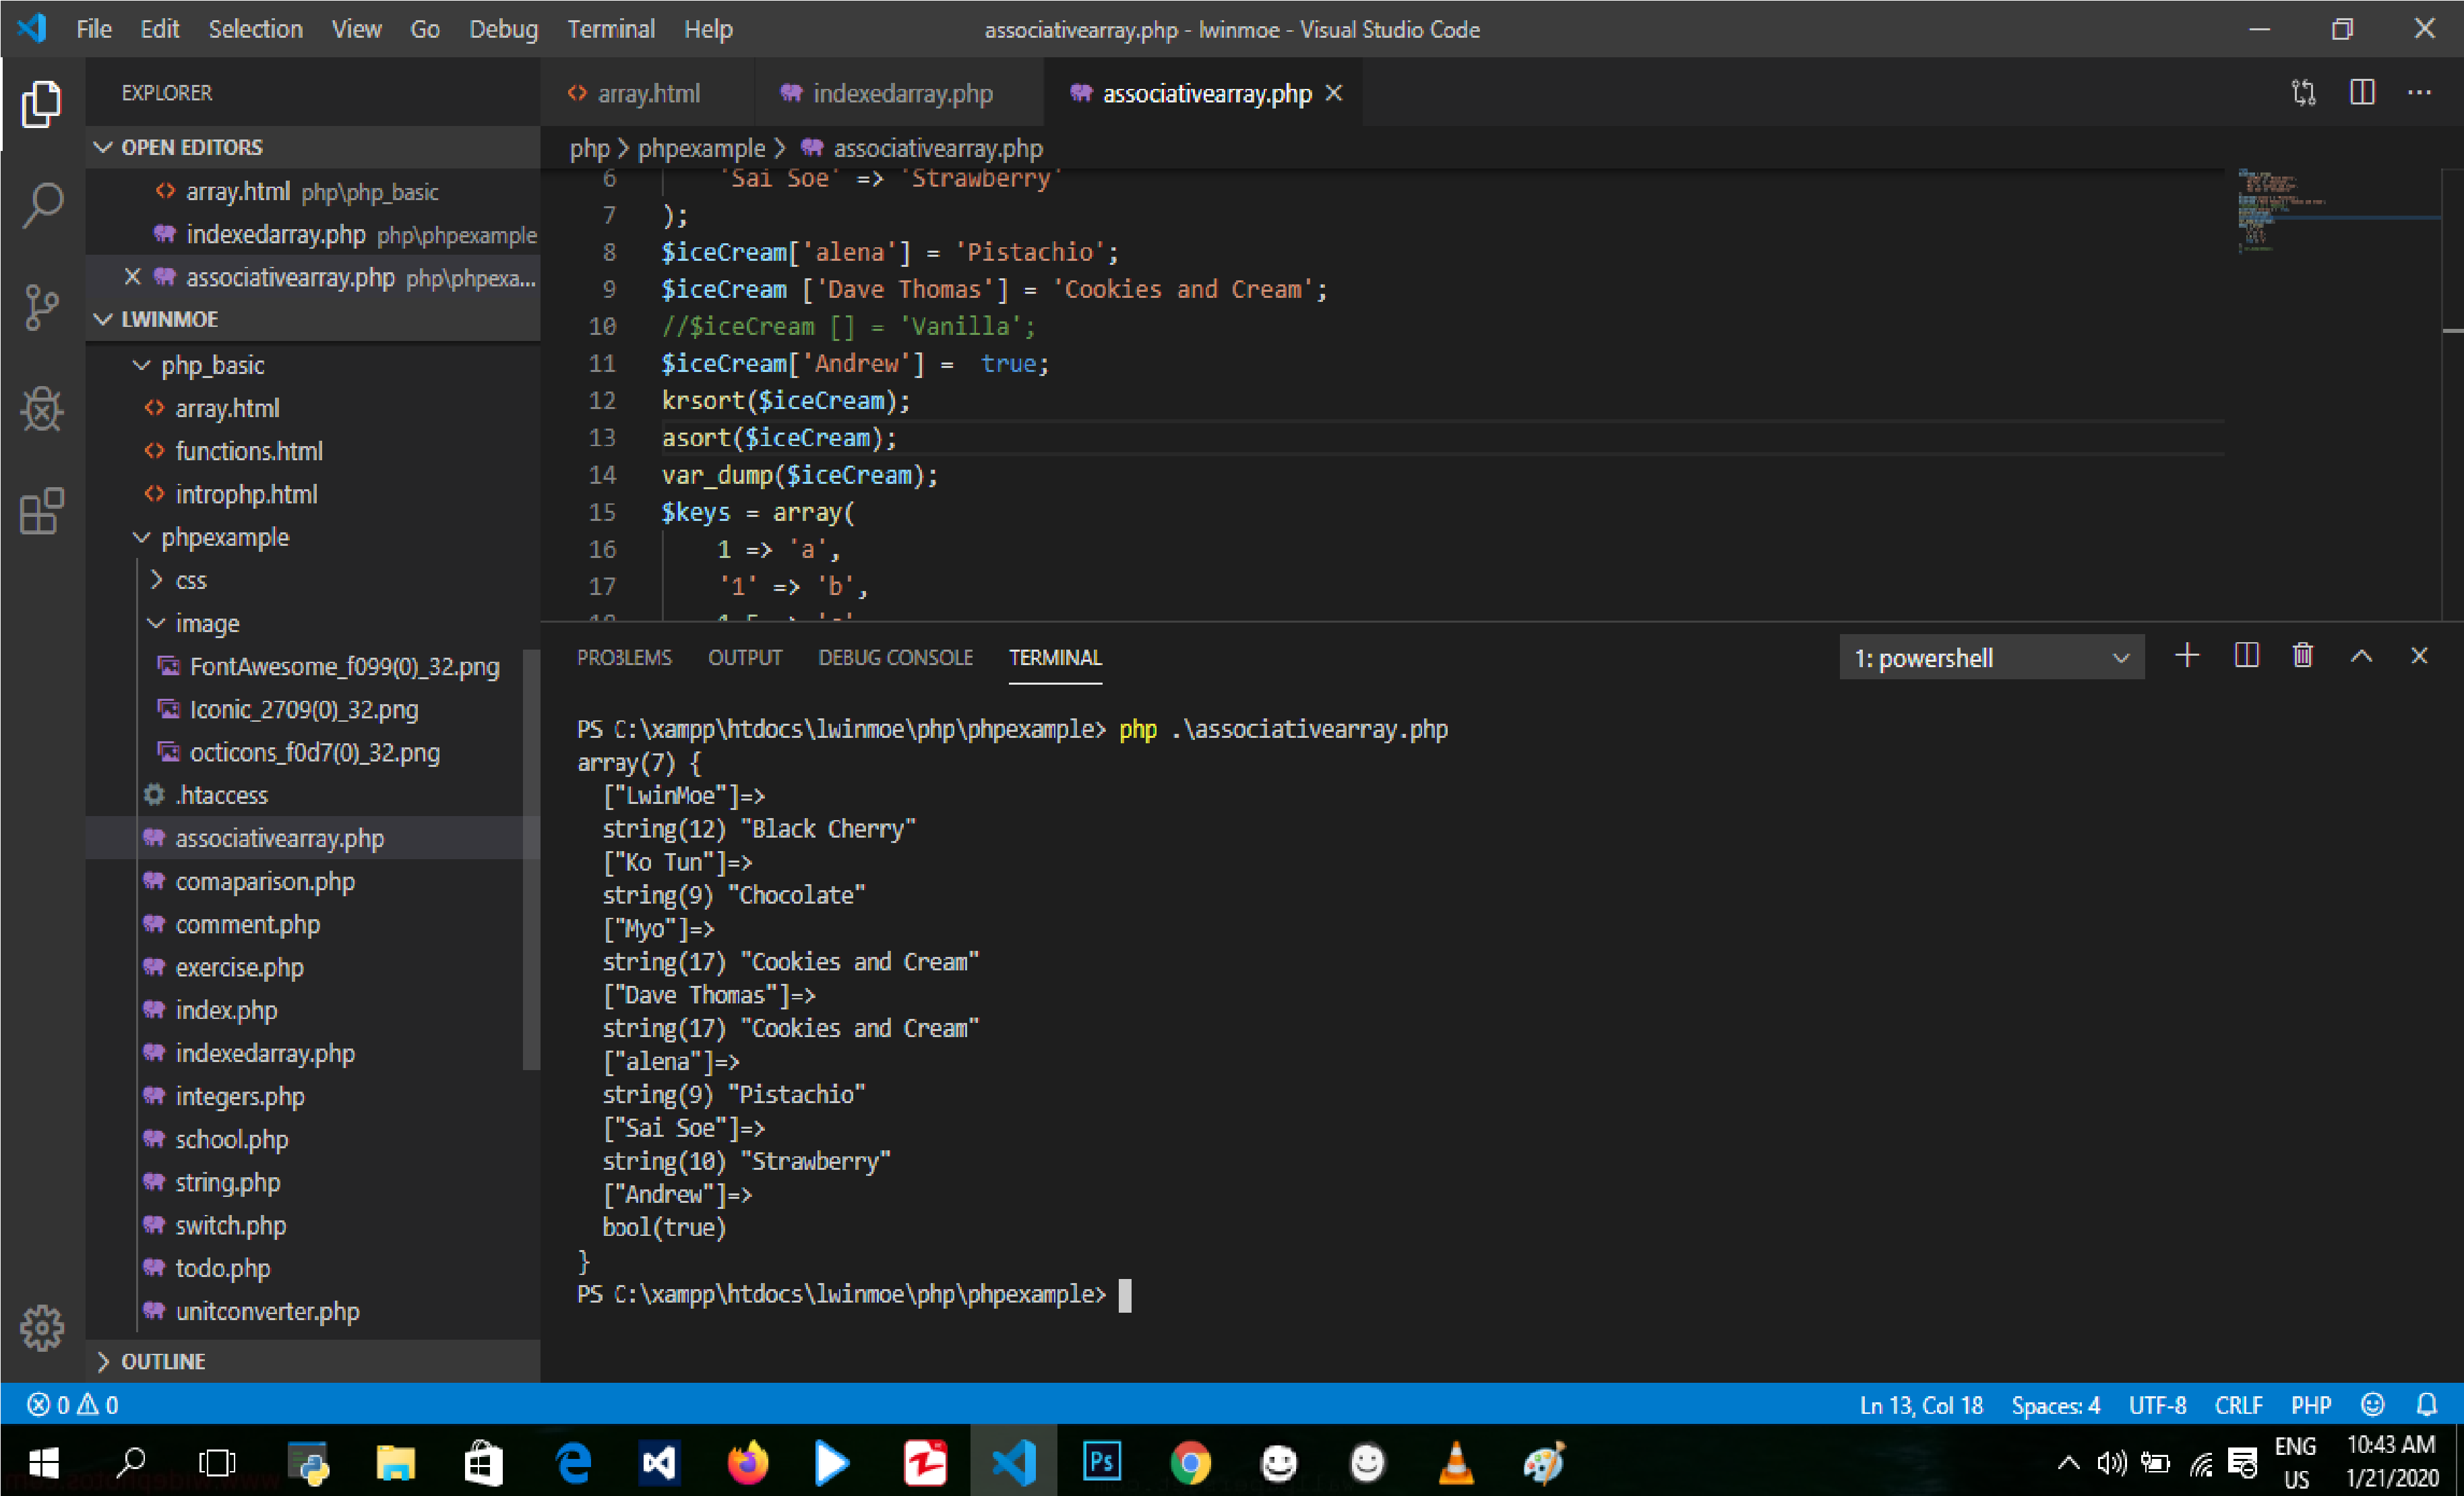 File Edit Selection View Go Debug Terminal Help
associativearray.php - lwinmoe - Visual Studio Code
EXPLORER
OPEN EDITORS
array.html php\php_basic
indexedarray.php php\phpexample
associativearray.php php\phpexa...
LWINMOE
php_basic
array.html
functions.html
introphp.html
phpexample
css
image
FontAwesome_f099(0)_32.png
Iconic_2709(0)_32.png
octicons_f0d7(0)_32.png
.htaccess
associativearray.php
comaparison.php
comment.php
exercise.php
index.php
indexedarray.php
integers.php
school.php
string.php
switch.php
todo.php
unitconverter.php
OUTLINE
array.html indexedarray.php associativearray.php
php > phpexample > associativearray.php
6 'Sai Soe' => 'Strawberry'
7 );
8 $iceCream['alena'] = 'Pistachio';
9 $iceCream ['Dave Thomas'] = 'Cookies and Cream';
10 //$iceCream [] = 'Vanilla';
11 $iceCream['Andrew'] =  true;
12 krsort($iceCream);
13 asort($iceCream);
14 var_dump($iceCream);
15 $keys = array(
16 1 => 'a',
17 '1' => 'b',
PROBLEMS OUTPUT DEBUG CONSOLE TERMINAL
1: powershell
PS C:\xampp\htdocs\lwinmoe\php\phpexample> php .\associativearray.php
array(7) {
["LwinMoe"]=>
string(12) "Black Cherry"
["Ko Tun"]=>
string(9) "Chocolate"
["Myo"]=>
string(17) "Cookies and Cream"
["Dave Thomas"]=>
string(17) "Cookies and Cream"
["alena"]=>
string(9) "Pistachio"
["Sai Soe"]=>
string(10) "Strawberry"
["Andrew"]=>
bool(true)
}
PS C:\xampp\htdocs\lwinmoe\php\phpexample>
0 0
Ln 13, Col 18 Spaces: 4 UTF-8 CRLF PHP
Ps
ENG
US
10:43 AM
1/21/2020